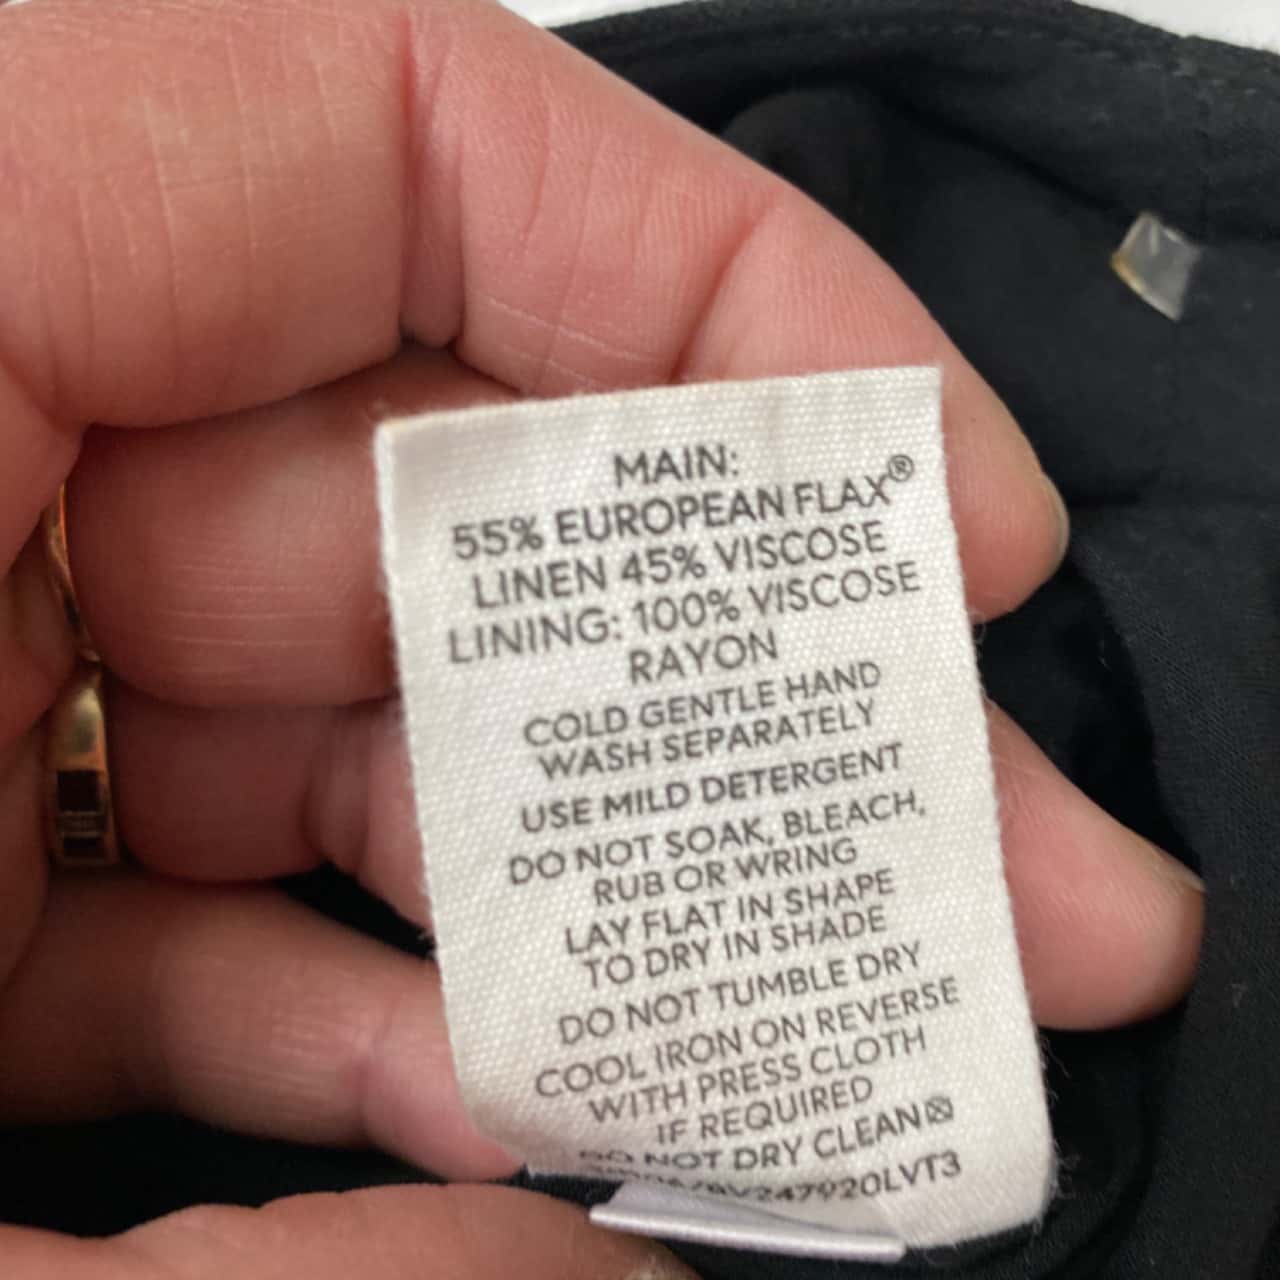 MAIN:
55% EUROPEAN FLAX®
LINEN 45% VISCOSE
LINING: 100% VISCOSE
RAYON
COLD GENTLE HAND
WASH SEPARATELY
USE MILD DETERGENT
DO NOT SOAK, BLEACH,
RUB OR WRING
LAY FLAT IN SHAPE
TO DRY IN SHADE
DO NOT TUMBLE DRY
COOL IRON ON REVERSE
WITH PRESS CLOTH
IF REQUIRED
DO NOT DRY CLEAN